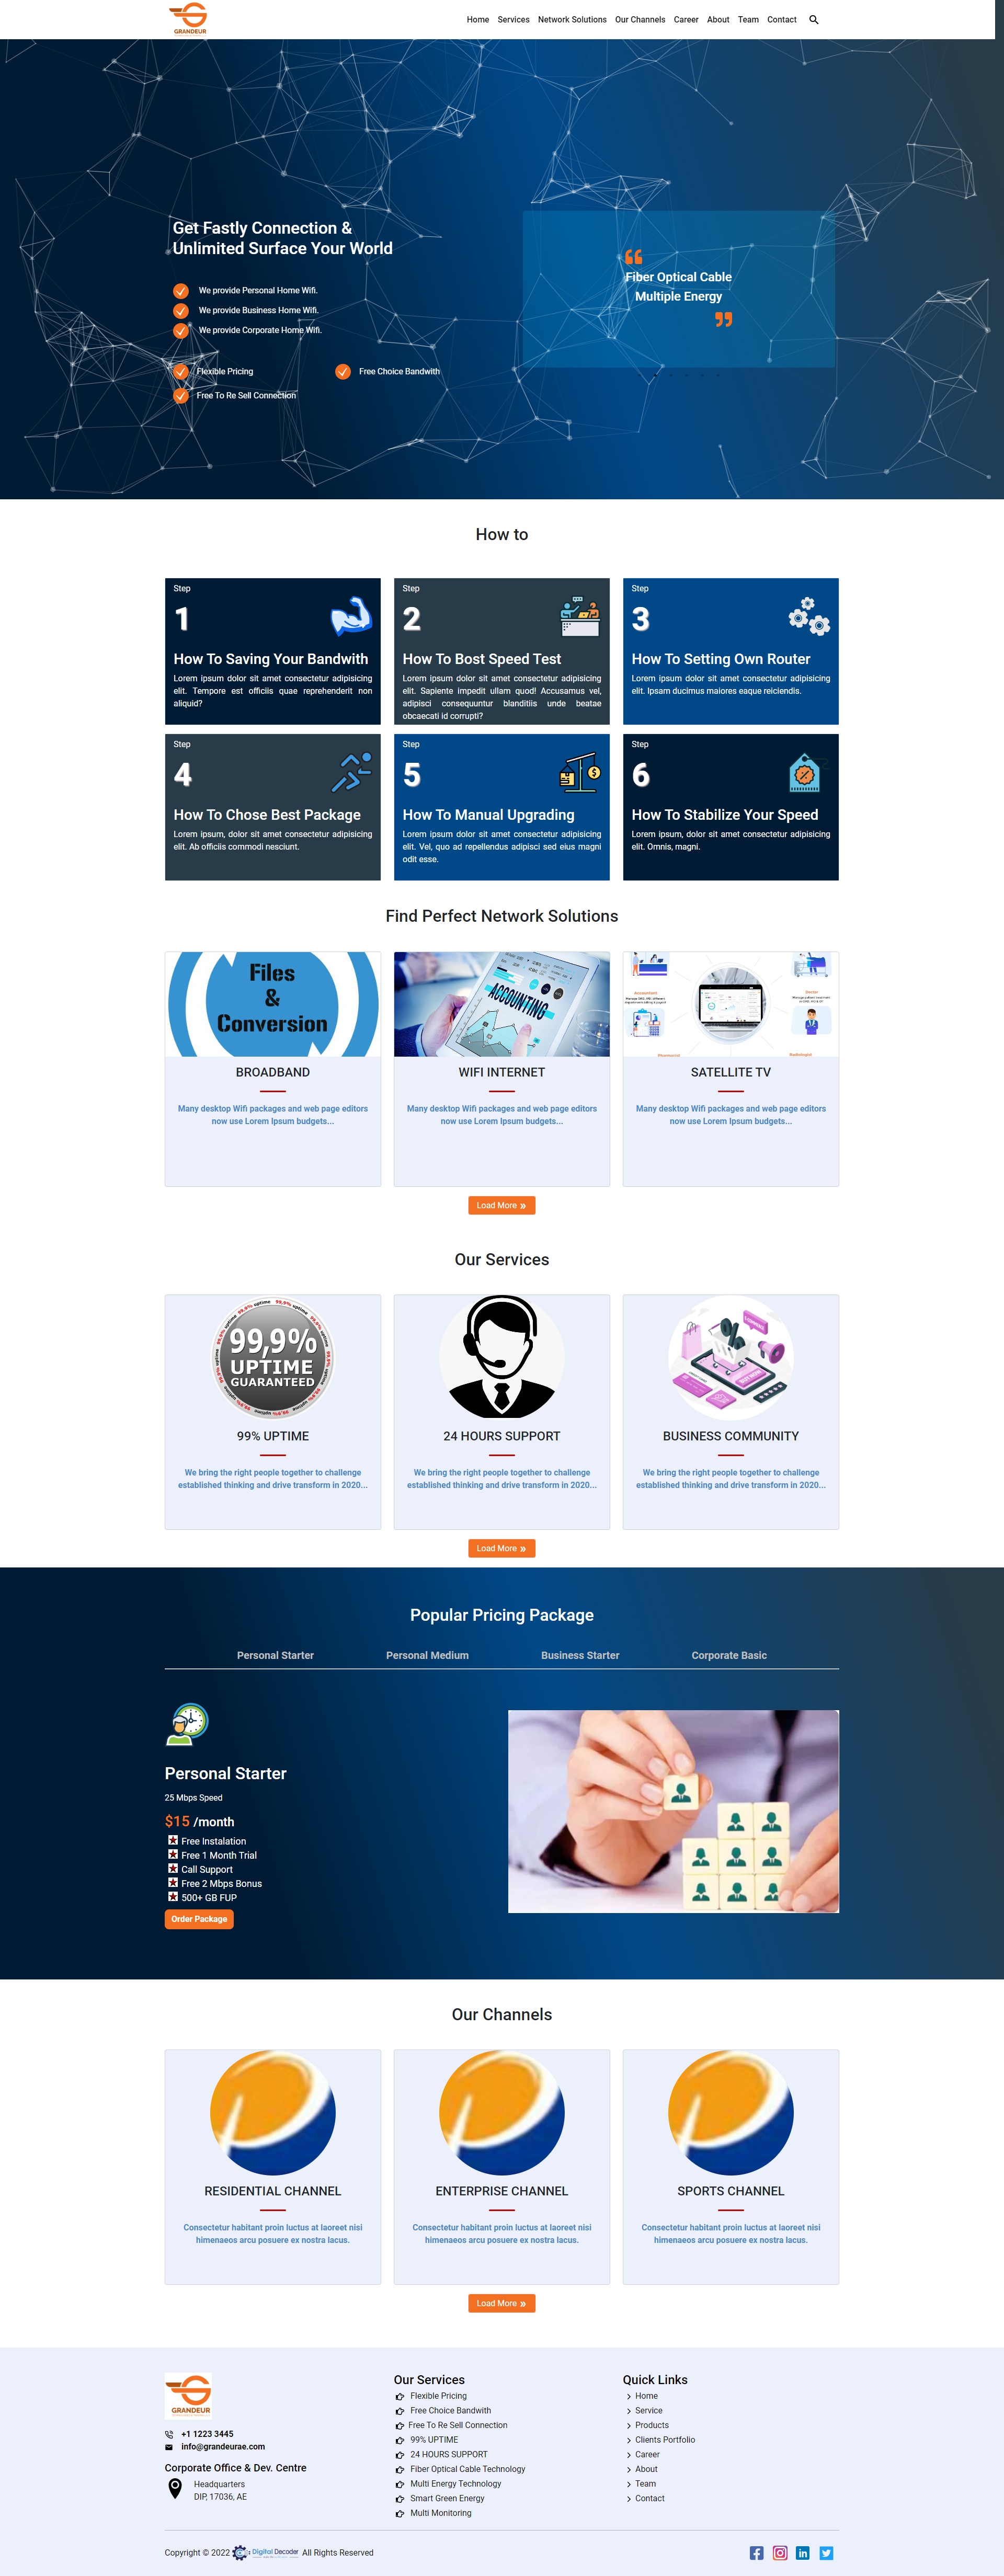 GRANDEUR
Home Services Network Solutions Our Channels Career About Team Contact
Get Fastly Connection &
Unlimited Surface Your World
We provide Personal Home Wifi.
We provide Business Home Wifi.
We provide Corporate Home Wifi.
Flexible Pricing
Free Choice Bandwith
Free To Re Sell Connection
Fiber Optical Cable
Multiple Energy
How to
Step
1
How To Saving Your Bandwith
Lorem ipsum dolor sit amet consectetur adipisicing
elit. Tempore est officiis quae reprehenderit non
aliquid?
Step
2
How To Bost Speed Test
Lorem ipsum dolor sit amet consectetur adipisicing
elit. Sapiente impedit ullam quod! Accusamus vel,
adipisci consequuntur blanditiis unde beatae
obcaecati id corrupti?
Step
3
How To Setting Own Router
Lorem ipsum dolor sit amet consectetur adipisicing
elit. Ipsam ducimus maiores eaque reiciendis.
Step
4
How To Chose Best Package
Lorem ipsum, dolor sit amet consectetur adipisicing
elit. Ab officiis commodi nesciunt.
Step
5
How To Manual Upgrading
Lorem ipsum dolor sit amet consectetur adipisicing
elit. Vel, quo ad repellendus adipisci sed eius magni
odit esse.
Step
6
How To Stabilize Your Speed
Lorem ipsum, dolor sit amet consectetur adipisicing
elit. Omnis, magni.
Find Perfect Network Solutions
Files
&
Conversion
BROADBAND
Many desktop Wifi packages and web page editors
now use Lorem Ipsum budgets...
ACCOUNTING
WIFI INTERNET
Many desktop Wifi packages and web page editors
now use Lorem Ipsum budgets...
Accountant
Doctor
Pharmacist
Radiologist
SATELLITE TV
Many desktop Wifi packages and web page editors
now use Lorem Ipsum budgets...
Load More »
Our Services
99,9% uptime
99,9%
UPTIME
GUARANTEED
99% UPTIME
We bring the right people together to challenge
established thinking and drive transform in 2020...
24 HOURS SUPPORT
We bring the right people together to challenge
established thinking and drive transform in 2020...
BUSINESS COMMUNITY
We bring the right people together to challenge
established thinking and drive transform in 2020...
Load More »
Popular Pricing Package
Personal Starter Personal Medium Business Starter Corporate Basic
Personal Starter
25 Mbps Speed
$15 /month
Free Instalation
Free 1 Month Trial
Call Support
Free 2 Mbps Bonus
500+ GB FUP
Order Package
Our Channels
RESIDENTIAL CHANNEL
Consectetur habitant proin luctus at laoreet nisi
himenaeos arcu posuere ex nostra lacus.
ENTERPRISE CHANNEL
Consectetur habitant proin luctus at laoreet nisi
himenaeos arcu posuere ex nostra lacus.
SPORTS CHANNEL
Consectetur habitant proin luctus at laoreet nisi
himenaeos arcu posuere ex nostra lacus.
Load More »
GRANDEUR
+1 1223 3445
info@grandeurae.com
Corporate Office & Dev. Centre
Headquarters
DIP, 17036, AE
Our Services
Flexible Pricing
Free Choice Bandwith
Free To Re Sell Connection
99% UPTIME
24 HOURS SUPPORT
Fiber Optical Cable Technology
Multi Energy Technology
Smart Green Energy
Multi Monitoring
Quick Links
Home
Service
Products
Clients Portfolio
Career
About
Team
Contact
Copyright © 2022 Digital Decoder All Rights Reserved